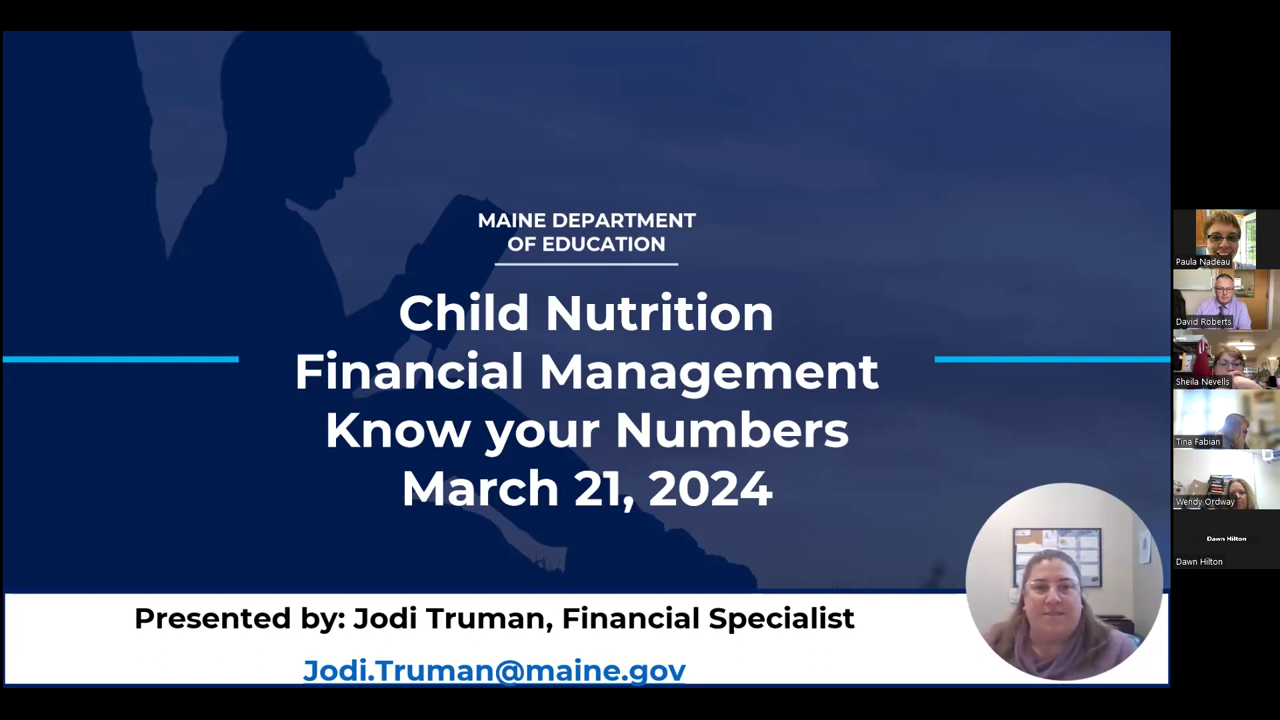 MAINE DEPARTMENT
OF EDUCATION
Child Nutrition
Financial Management
Know your Numbers
March 21, 2024
Presented by: Jodi Truman, Financial Specialist
Jodi.Truman@maine.gov
Paula Nadeau
David Roberts
Sheila Nevells
Tina Fabian
Wendy Ordway
Dawn Hilton
Dawn Hilton